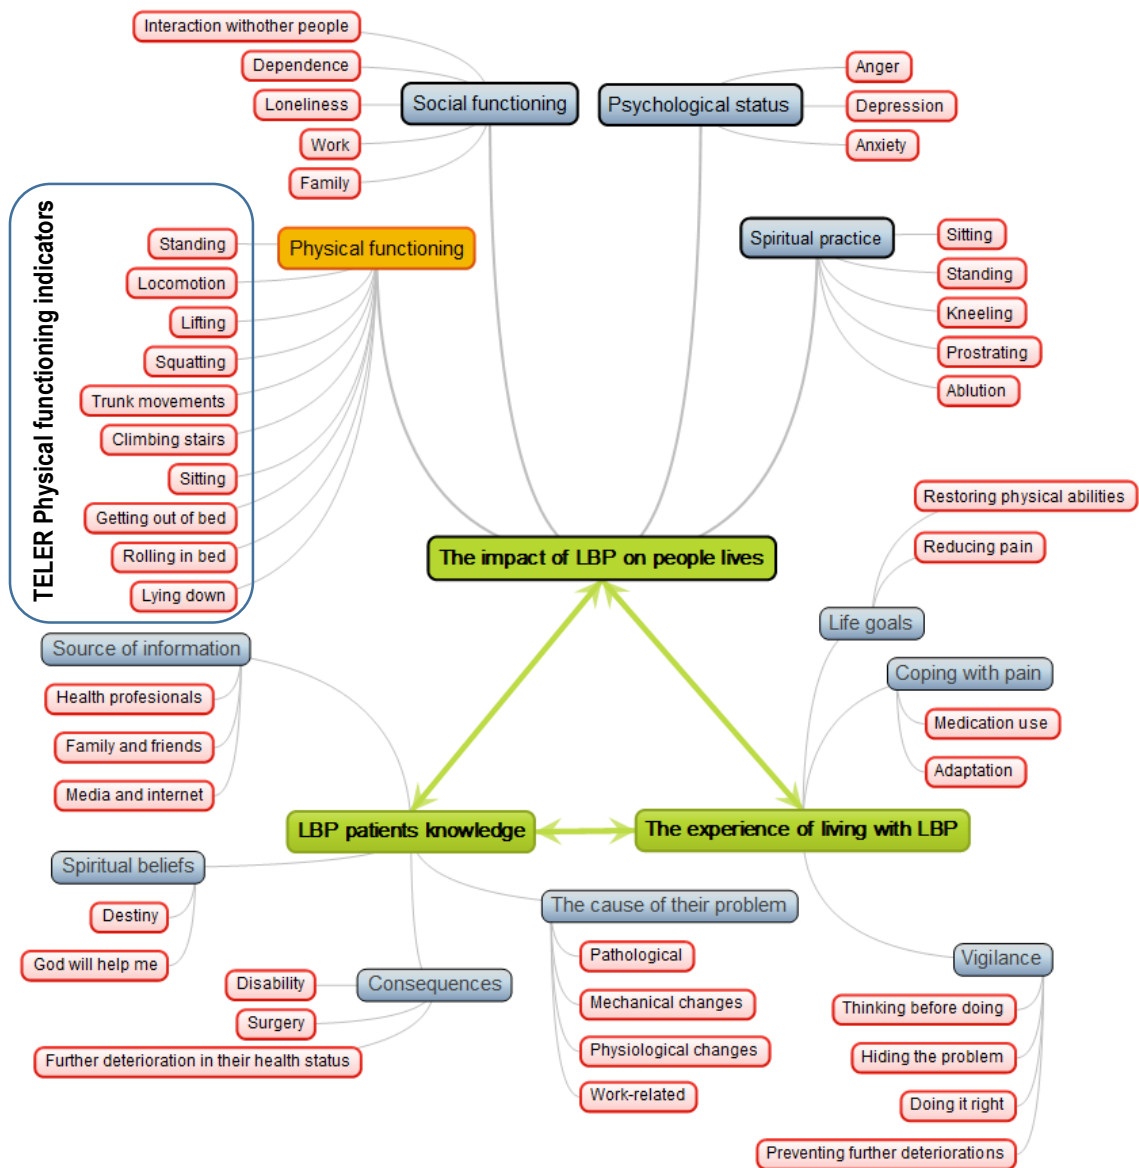 Interaction withother people
Dependence
Loneliness
Work
Family
Social functioning
Psychological status
Anger
Depression
Anxiety
TELER Physical functioning indicators
Physical functioning
Standing
Locomotion
Lifting
Squatting
Trunk movements
Climbing stairs
Sitting
Getting out of bed
Rolling in bed
Lying down
Spiritual practice
Sitting
Standing
Kneeling
Prostrating
Ablution
The impact of LBP on people lives
Restoring physical abilities
Reducing pain
Life goals
Coping with pain
Medication use
Adaptation
Source of information
Health profesionals
Family and friends
Media and internet
LBP patients knowledge
The experience of living with LBP
Spiritual beliefs
Destiny
God will help me
Consequences
Disability
Surgery
Further deterioration in their health status
The cause of their problem
Pathological
Mechanical changes
Physiological changes
Work-related
Vigilance
Thinking before doing
Hiding the problem
Doing it right
Preventing further deteriorations